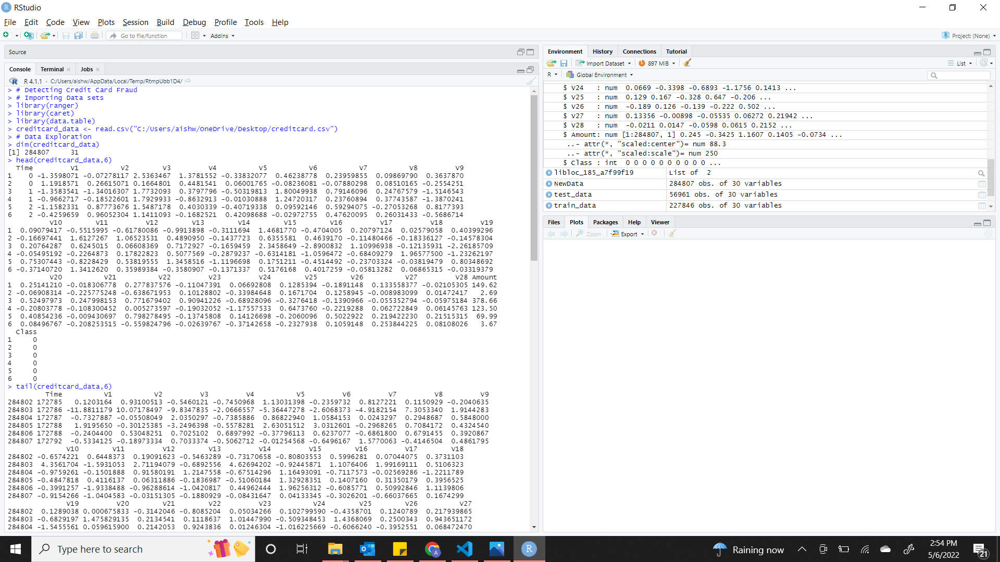 RStudio
File Edit Code View Plots Session Build Debug Profile Tools Help
Go to file/function Addins Project: (None)
Source
Console Terminal Jobs
R 4.1.1 · C:/Users/aishw/AppData/Local/Temp/RtmpUbb1D4/
> # Detecting Credit Card Fraud
> # Importing Data sets
> library(ranger)
> library(caret)
> library(data.table)
> creditcard_data <- read.csv("C:/Users/aishw/OneDrive/Desktop/creditcard.csv")
> # Data Exploration
> dim(creditcard_data)
[1] 284807 31
> head(creditcard_data,6)
Time V1 V2 V3 V4 V5 V6 V7 V8 V9
1 0 -1.3598071 -0.07278117 2.5363467 1.3781552 -0.33832077 0.46238778 0.23959855 0.09869790 0.3637870
2 0 1.1918571 0.26615071 0.1664801 0.4481541 0.06001765 -0.08236081 -0.07880298 0.08510165 -0.2554251
3 1 -1.3583541 -1.34016307 1.7732093 0.3797796 -0.50319813 1.80049938 0.79146096 0.24767579 -1.5146543
4 1 -0.9662717 -0.18522601 1.7929933 -0.8632913 -0.01030888 1.24720317 0.23760894 0.37743587 -1.3870241
5 2 -1.1582331 0.87773676 1.5487178 0.4030339 -0.40719338 0.09592146 0.59294075 -0.27053268 0.8177393
6 2 -0.4259659 0.96052304 1.1411093 -0.1682521 0.42098688 -0.02972755 0.47620095 0.26031433 -0.5686714
V10 V11 V12 V13 V14 V15 V16 V17 V18 V19
1 0.09079417 -0.5515995 -0.61780086 -0.9913898 -0.3111694 1.4681770 -0.4704005 0.20797124 0.02579058 0.40399296
2 -0.16697441 1.6127267 1.06523531 0.4890950 -0.1437723 0.6355581 0.4639170 -0.11480466 -0.18336127 -0.14578304
3 0.20764287 0.6245015 0.06608369 0.7172927 -0.1659459 2.3458649 -2.8900832 1.10996938 -0.12135931 -2.26185709
4 -0.05495192 -0.2264873 0.17822823 0.5077569 -0.2879237 -0.6314181 -1.0596472 -0.68409279 1.96577500 -1.23262197
5 0.75307443 -0.8228429 0.53819555 1.3458516 -1.1196698 0.1751211 -0.4514492 -0.23703324 -0.03819479 0.80348692
6 -0.37140720 1.3412620 0.35989384 -0.3580907 -0.1371337 0.5176168 0.4017259 -0.05813282 0.06865315 -0.03319379
V20 V21 V22 V23 V24 V25 V26 V27 V28 Amount
1 0.25141210 -0.018306778 0.277837576 -0.11047391 0.06692808 0.1285394 -0.1891148 0.133558377 -0.02105305 149.62
2 -0.06908314 -0.225775248 -0.638671953 0.10128802 -0.33984648 0.1671704 0.1258945 -0.008983099 0.01472417 2.69
3 0.52497973 0.247998153 0.771679402 0.90941226 -0.68928096 -0.3276418 -0.1390966 -0.055352794 -0.05975184 378.66
4 -0.20803778 -0.108300452 0.005273597 -0.19032052 -1.17557533 0.6473760 -0.2219288 0.062722849 0.06145763 123.50
5 0.40854236 -0.009430697 0.798278495 -0.13745808 0.14126698 -0.2060096 0.5022922 0.219422230 0.21515315 69.99
6 0.08496767 -0.208253515 -0.559824796 -0.02639767 -0.37142658 -0.2327938 0.1059148 0.253844225 0.08108026 3.67
Class
1 0
2 0
3 0
4 0
5 0
6 0
> tail(creditcard_data,6)
Time V1 V2 V3 V4 V5 V6 V7 V8 V9
284802 172785 0.1203164 0.93100513 -0.5460121 -0.7450968 1.13031398 -0.2359732 0.8127221 0.1150929 -0.2040635
284803 172786 -11.8811179 10.07178497 -9.8347835 -2.0666557 -5.36447278 -2.6068373 -4.9182154 7.3053340 1.9144283
284804 172787 -0.7327887 -0.05508049 2.0350297 -0.7385886 0.86822940 1.0584153 0.0243297 0.2948687 0.5848000
284805 172788 1.9195650 -0.30125385 -3.2496398 -0.5578281 2.63051512 3.0312601 -0.2968265 0.7084172 0.4324540
284806 172788 -0.2404400 0.53048251 0.7025102 0.6897992 -0.37796113 0.6237077 -0.6861800 0.6791455 0.3920867
284807 172792 -0.5334125 -0.18973334 0.7033374 -0.5062712 -0.01254568 -0.6496167 1.5770063 -0.4146504 0.4861795
V10 V11 V12 V13 V14 V15 V16 V17 V18
284802 -0.6574221 0.6448373 0.19091623 -0.5463289 -0.73170658 -0.80803553 0.5996281 0.07044075 0.3731103
284803 4.3561704 -1.5931053 2.71194079 -0.6892556 4.62694202 -0.92445871 1.1076406 1.99169111 0.5106323
284804 -0.9759261 -0.1501888 0.91580191 1.2147558 -0.67514296 1.16493091 -0.7117573 -0.02569286 -1.2211789
284805 -0.4847818 0.4116137 0.06311886 -0.1836987 -0.51060184 1.32928351 0.1407160 0.31350179 0.3956525
284806 -0.3991257 -1.9338488 -0.96288614 -1.0420817 0.44962444 1.96256312 -0.6085771 0.50992846 1.1139806
284807 -0.9154266 -1.0404583 -0.03151305 -0.1880929 -0.08431647 0.04133345 -0.3026201 -0.66037665 0.1674299
V19 V20 V21 V22 V23 V24 V25 V26 V27
284802 0.1289038 0.000675833 -0.3142046 -0.8085204 0.05034266 0.102799590 -0.4358701 0.1240789 0.217939865
284803 -0.6829197 1.475829135 0.2134541 0.1118637 1.01447990 -0.509348453 1.4368069 0.2500343 0.943651172
284804 -1.5455561 0.059615900 0.2142053 0.9243836 0.01246304 -1.016225669 -0.6066240 -0.3952551 0.068472470
Environment History Connections Tutorial
Import Dataset 897 MiB List
R Global Environment
$ V24 : num 0.0669 -0.3398 -0.6893 -1.1756 0.1413 ...
$ V25 : num 0.129 0.167 -0.328 0.647 -0.206 ...
$ V26 : num -0.189 0.126 -0.139 -0.222 0.502 ...
$ V27 : num 0.13356 -0.00898 -0.05535 0.06272 0.21942 ...
$ V28 : num -0.0211 0.0147 -0.0598 0.0615 0.2152 ...
$ Amount: num [1:284807, 1] 0.245 -0.3425 1.1607 0.1405 -0.0734 ...
..- attr(*, "scaled:center")= num 88.3
..- attr(*, "scaled:scale")= num 250
$ Class : int 0 0 0 0 0 0 0 0 0 0 ...
libloc_185_a7f99f19 List of 2
NewData 284807 obs. of 30 variables
test_data 56961 obs. of 30 variables
train_data 227846 obs. of 30 variables
Files Plots Packages Help Viewer
Zoom Export
Type here to search
Raining now
2:54 PM
5/6/2022
21